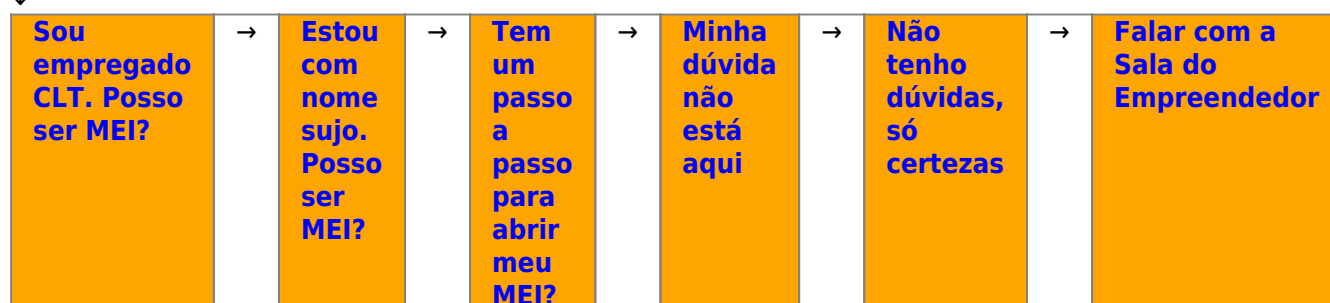 Sou
empregado
CLT. Posso
ser MEI?
→
Estou
com
nome
sujo.
Posso
ser
MEI?
→
Tem
um
passo
a
passo
para
abrir
meu
MEI?
→
Minha
dúvida
não
está
aqui
→
Não
tenho
dúvidas,
só
certezas
→
Falar com a
Sala do
Empreendedor